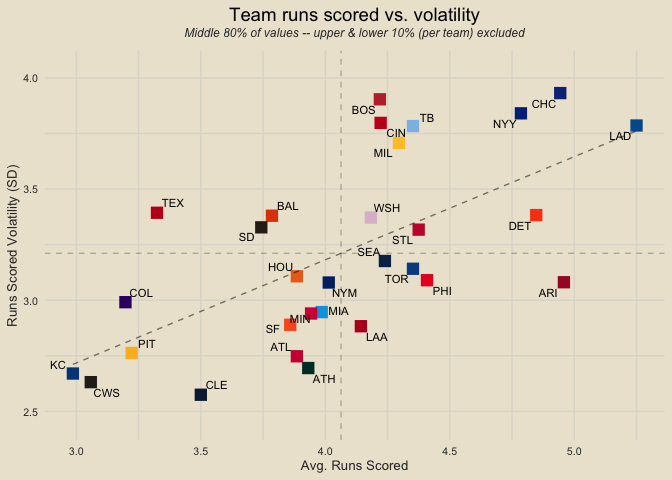 Team runs scored vs. volatility
Middle 80% of values -- upper & lower 10% (per team) excluded
Runs Scored Volatility (SD)
4.0
3.5
3.0
2.5
CHC
BOS
TB
NYY
CIN
LAD
MIL
TEX
BAL
WSH
DET
SD
STL
SEA
HOU
TOR
COL
NYM
PHI
ARI
MIN
MIA
SF
LAA
PIT
ATL
KC
ATH
CLE
CWS
3.0
3.5
4.0
4.5
5.0
Avg. Runs Scored